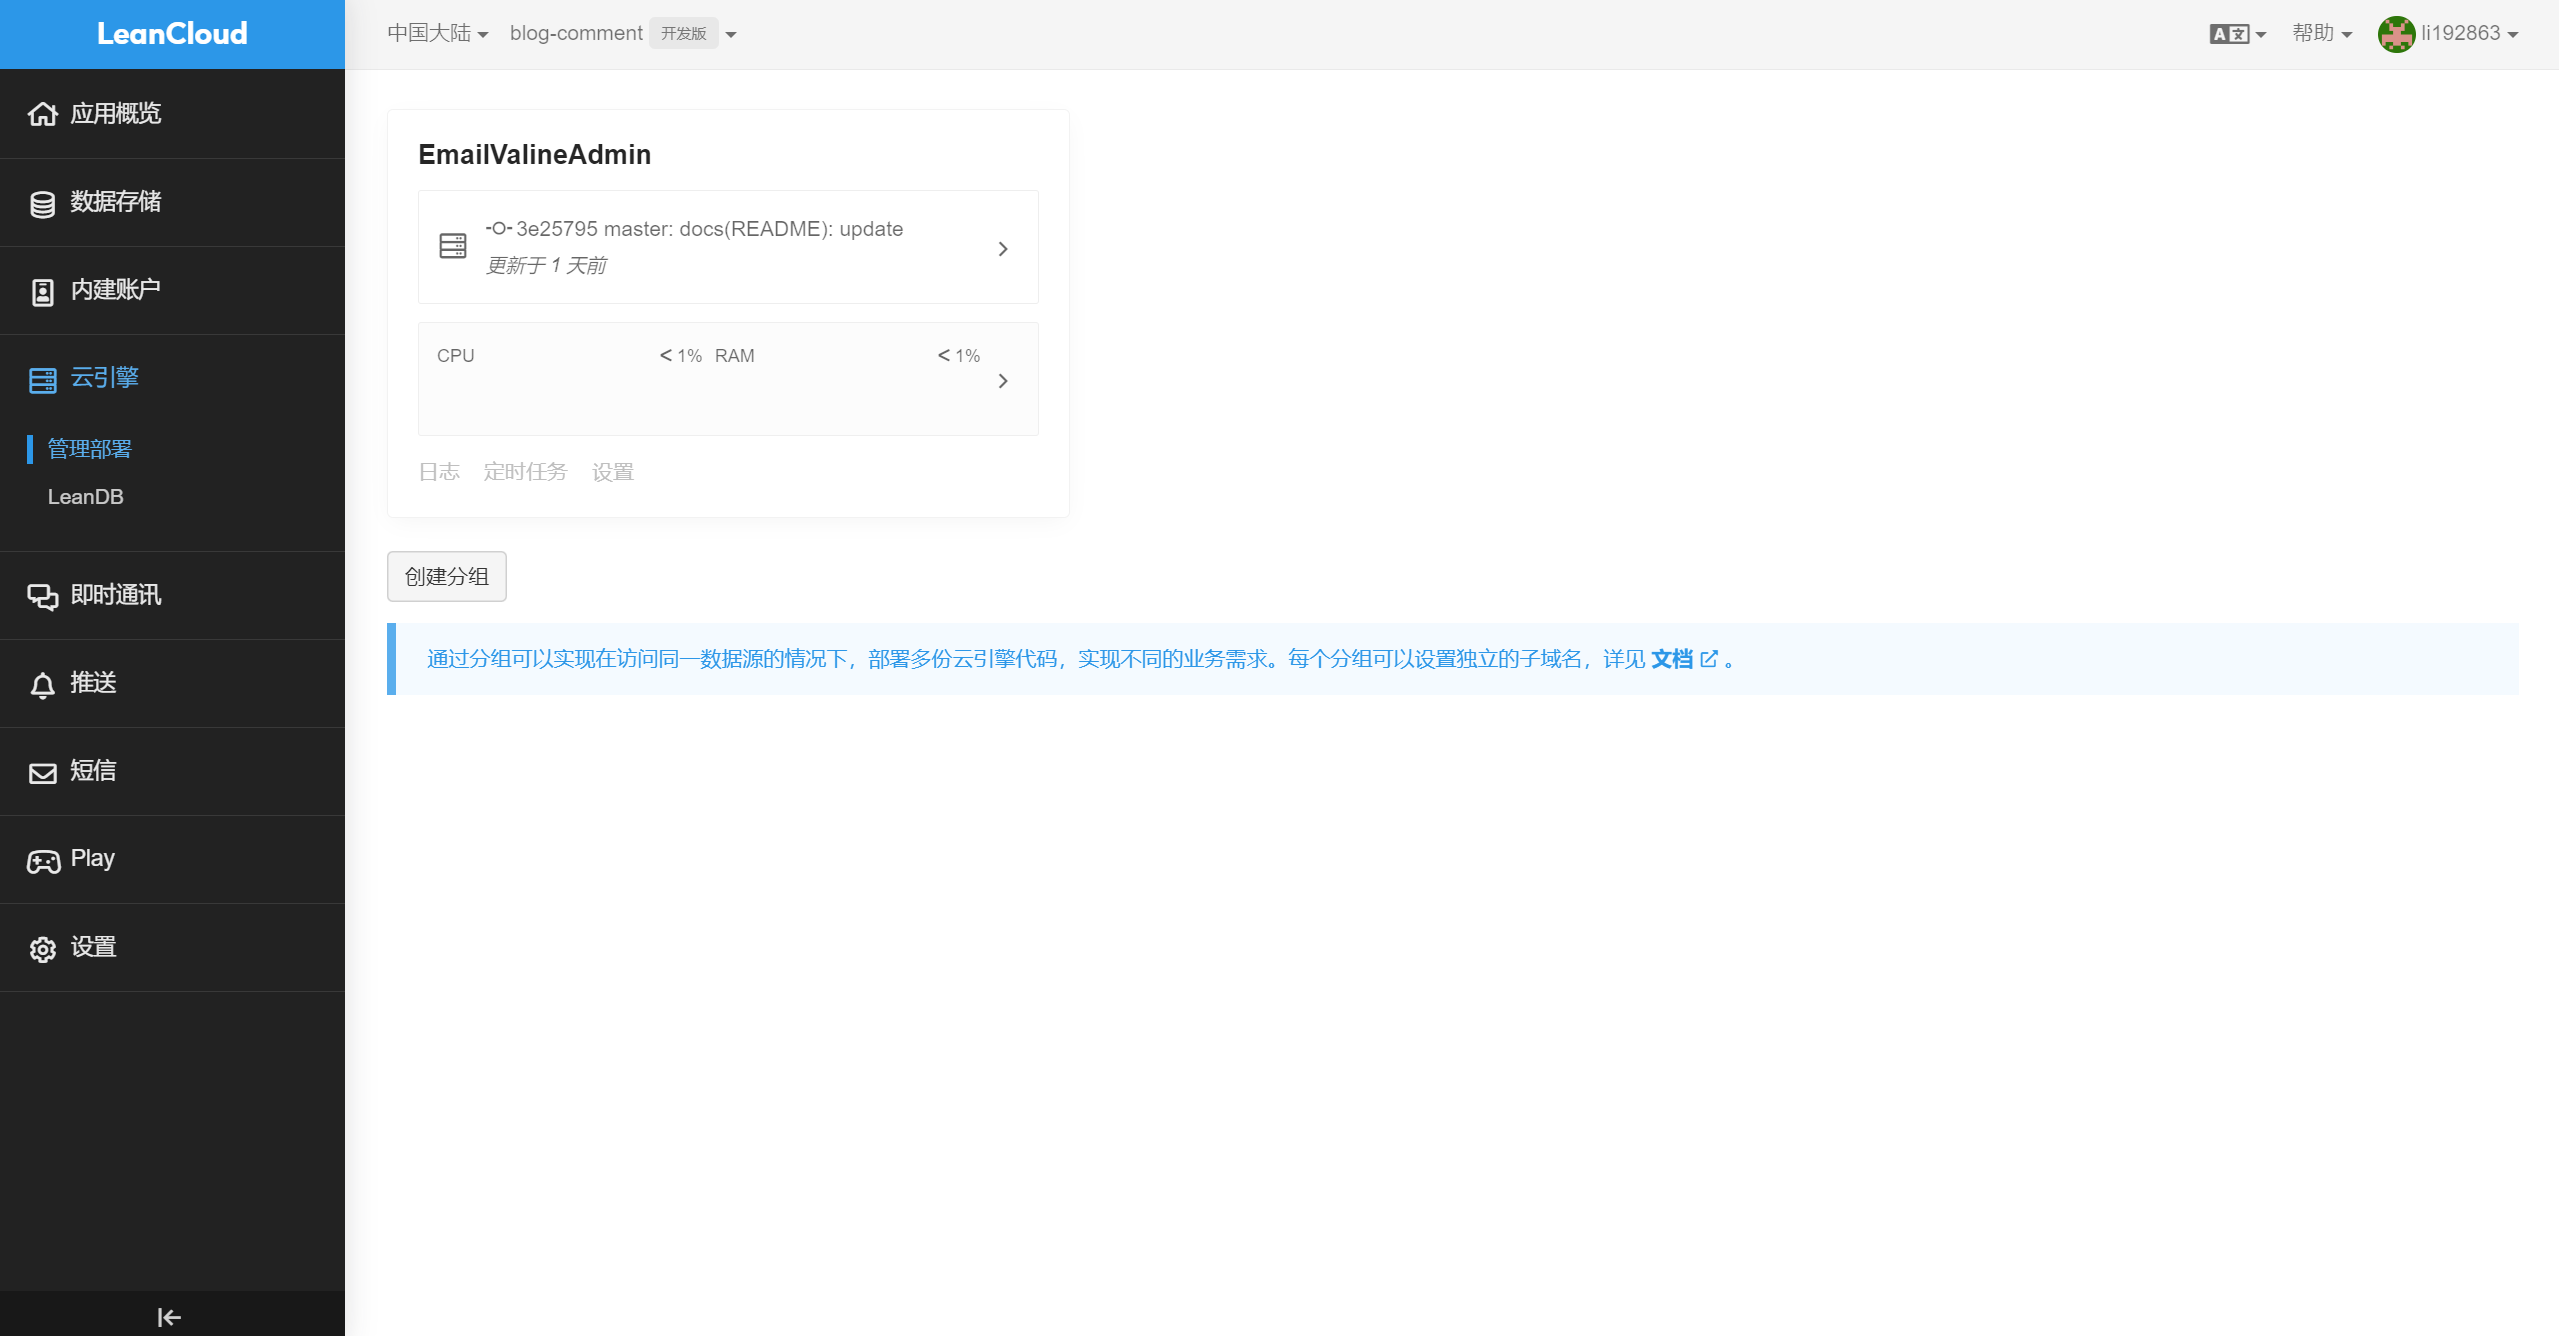 LeanCloud
中国大陆 blog-comment 开发版
A文 帮助 li192863
应用概览
数据存储
内建账户
云引擎
管理部署
LeanDB
即时通讯
推送
短信
Play
设置
EmailValineAdmin
3e25795 master: docs(README): update
更新于 1 天前
CPU < 1% RAM < 1%
日志 定时任务 设置
创建分组
通过分组可以实现在访问同一数据源的情况下，部署多份云引擎代码，实现不同的业务需求。每个分组可以设置独立的子域名，详见 文档 。